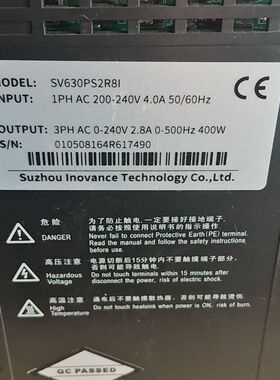 MODEL: SV630PS2R8I
INPUT: 1PH AC 200-240V 4.0A 50/60Hz
OUTPUT: 3PH AC 0-240V 2.8A 0-500Hz 400W
S/N: 010508164R617490
Suzhou Inovance Technology Co.,Ltd.
危险
DANGER
为了防止触电,一定要接好接地端子,
请务必按照使用说明书的指示操作.
Never fail to connect Protective Earth(PE) terminal.
Read the manual and follow the safety instructions
before use.
高压注意
Hazardous
Voltage
电源切断后15分钟内不要触摸端子部分,
否则可能导致触电.
Do not touch terminals within 15 minutes after
disconnect the power, risk of electric shock.
高温注意
High
Temperature
通电后不要触摸散热器, 否则可能导致烫伤.
Do not touch heatsink when power is ON, risk of burn.
QC PASSED